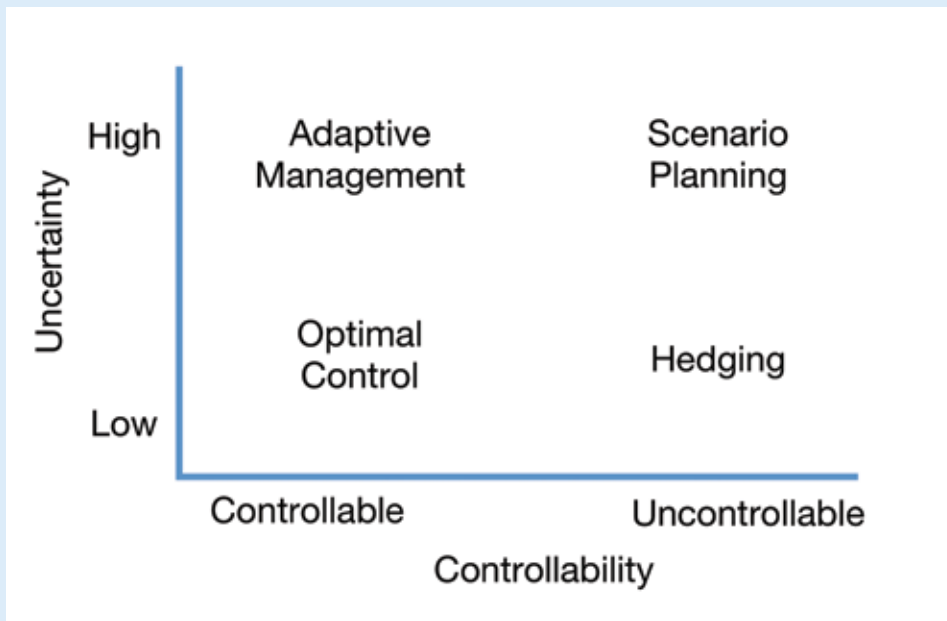 High
Adaptive
Management
Scenario
Planning
Uncertainty
Optimal
Control
Hedging
Low
Controllable
Uncontrollable
Controllability